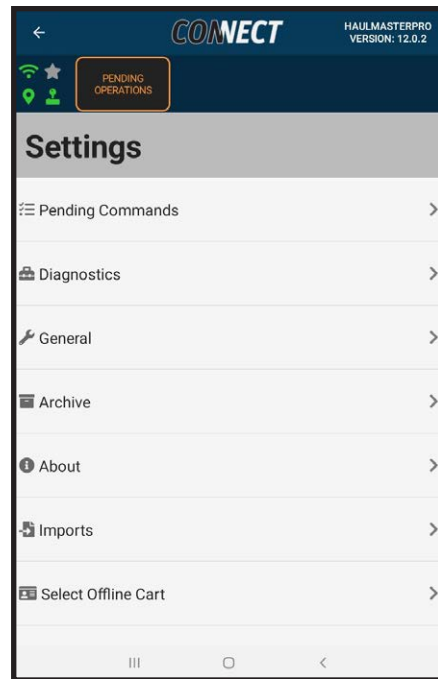 CONNECT
HAULMASTERPRO
VERSION: 12.0.2
PENDING
OPERATIONS
Settings
Pending Commands
Diagnostics
General
Archive
About
Imports
Select Offline Cart